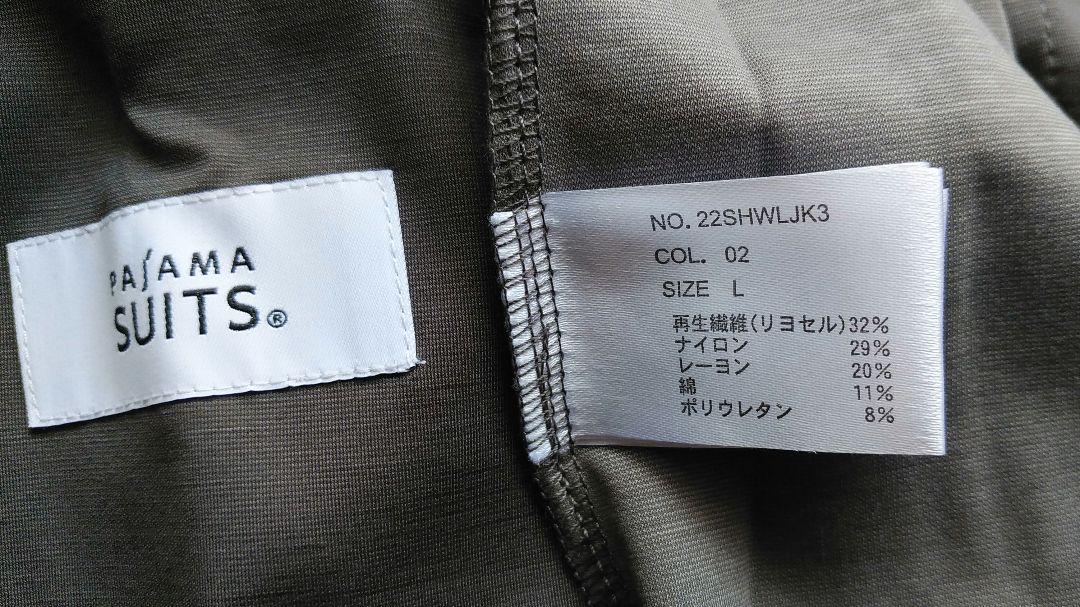 PAJAMA
SUITS®
NO. 22SHWLJK3
COL. 02
SIZE L
再生繊維(リヨセル)32%
ナイロン 29%
レーヨン 20%
綿 11%
ポリウレタン 8%